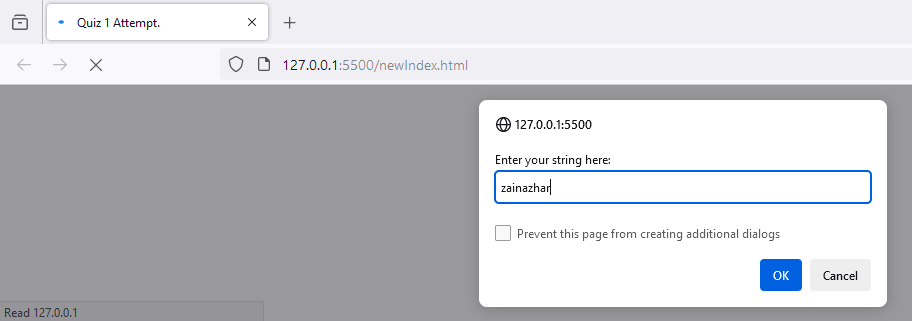 Quiz 1 Attempt.
127.0.0.1:5500/newIndex.html
127.0.0.1:5500
Enter your string here:
zainazhar
Prevent this page from creating additional dialogs
OK Cancel
Read 127.0.0.1